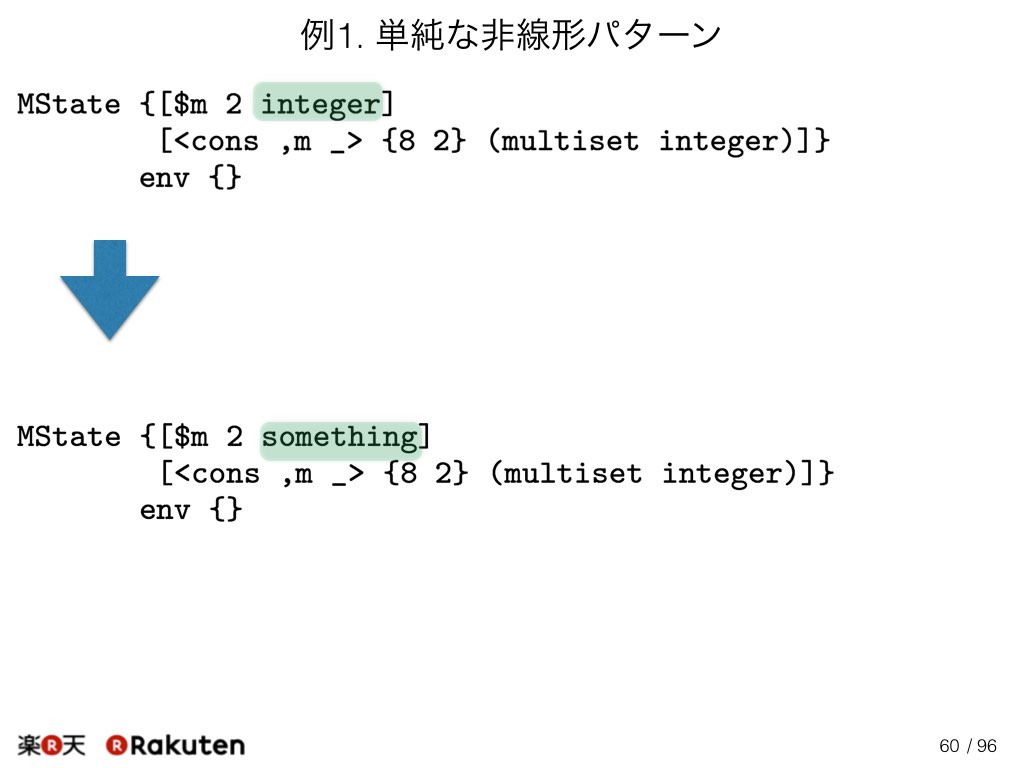 例1. 単純な非線形パターン
MState {[$m 2 integer]
[<cons ,m _> {8 2} (multiset integer)]}
env {}
MState {[$m 2 something]
[<cons ,m _> {8 2} (multiset integer)]}
env {}
楽R天 R Rakuten
60 / 96